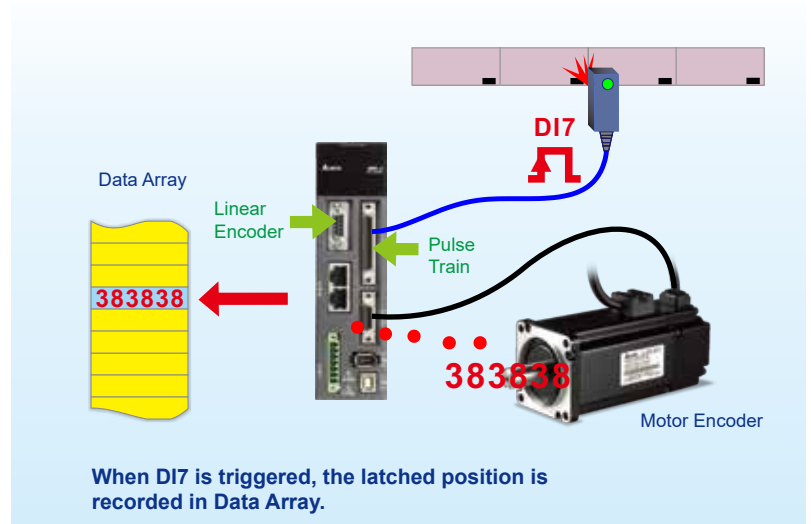 DI7
Data Array
Linear
Encoder
Pulse
Train
383838
383838
Motor Encoder
When DI7 is triggered, the latched position is
recorded in Data Array.